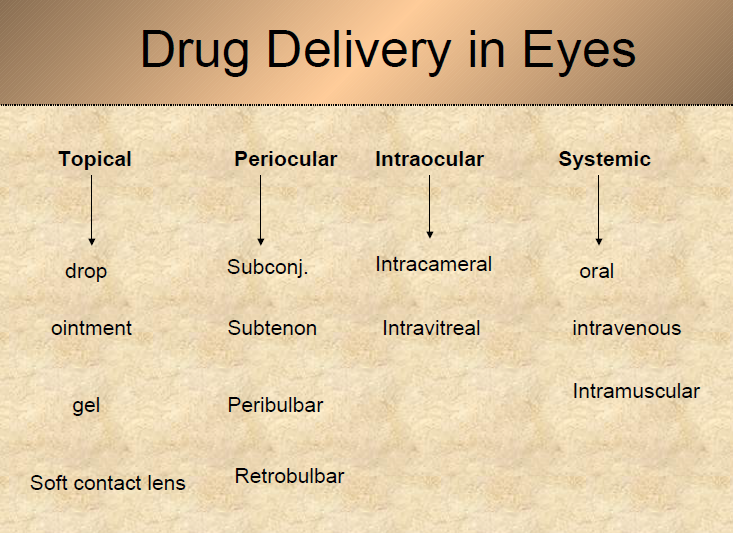 Drug Delivery in Eyes
Topical
Periocular
Intraocular
Systemic
drop
Subconj.
Intracameral
oral
ointment
Subtenon
Intravitreal
intravenous
gel
Peribulbar
Intramuscular
Soft contact lens
Retrobulbar